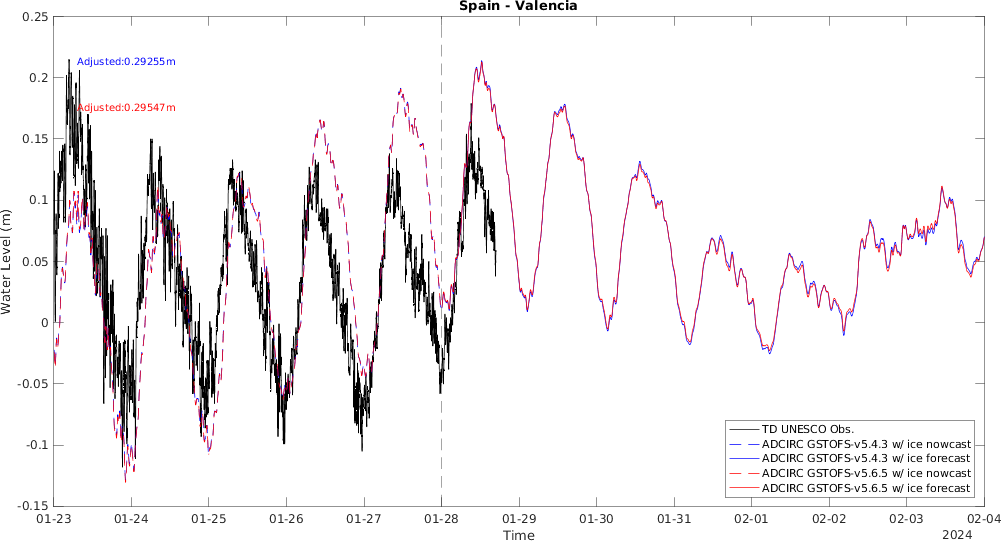 Spain - Valencia
0.25
0.2
0.15
0.1
0.05
0
-0.05
-0.1
-0.15
Water Level (m)
Adjusted:0.29255m
Adjusted:0.29547m
TD UNESCO Obs.
ADCIRC GSTOFS-v5.4.3 w/ ice nowcast
ADCIRC GSTOFS-v5.4.3 w/ ice forecast
ADCIRC GSTOFS-v5.6.5 w/ ice nowcast
ADCIRC GSTOFS-v5.6.5 w/ ice forecast
01-23 01-24 01-25 01-26 01-27 01-28 01-29 01-30 01-31 02-01 02-02 02-03 02-04
Time
2024